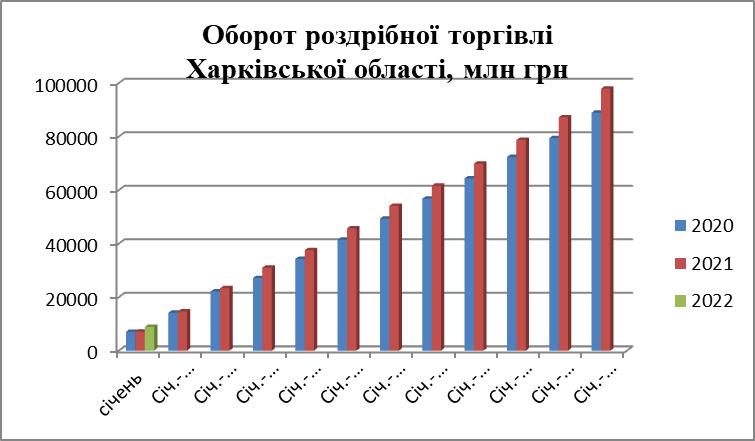 Оборот роздрібної торгівлі
Харківської області, млн грн
100000
80000
60000
40000
20000
0
січень
Січ.-...
Січ.-...
Січ.-...
Січ.-...
Січ.-...
Січ.-...
Січ.-...
Січ.-...
Січ.-...
Січ.-...
Січ.-...
2020
2021
2022